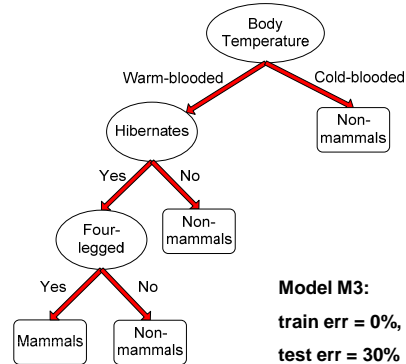 Body
Temperature
Warm-blooded
Cold-blooded
Hibernates
Non-
mammals
Yes
No
Four-
legged
Non-
mammals
Yes
No
Mammals
Non-
mammals
Model M3:
train err = 0%,
test err = 30%